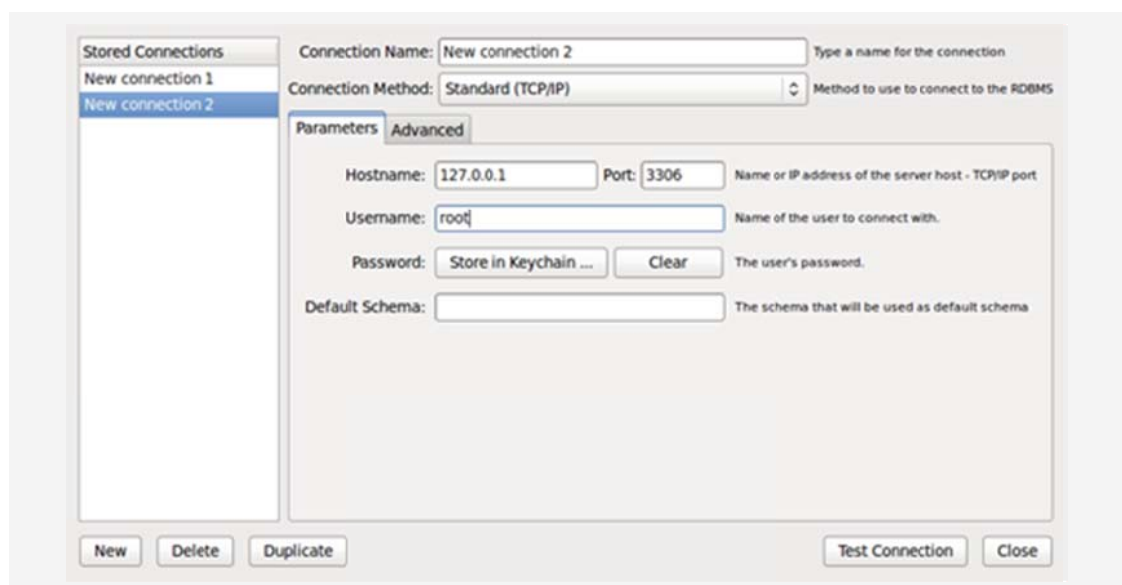 Stored Connections
New connection 1
New connection 2
Connection Name: New connection 2 Type a name for the connection
Connection Method: Standard (TCP/IP) Method to use to connect to the RDBMS
Parameters Advanced
Hostname: 127.0.0.1 Port: 3306 Name or IP address of the server host - TCP/IP port
Username: root Name of the user to connect with.
Password: Store in Keychain ... Clear The user's password.
Default Schema: The schema that will be used as default schema
New Delete Duplicate Test Connection Close